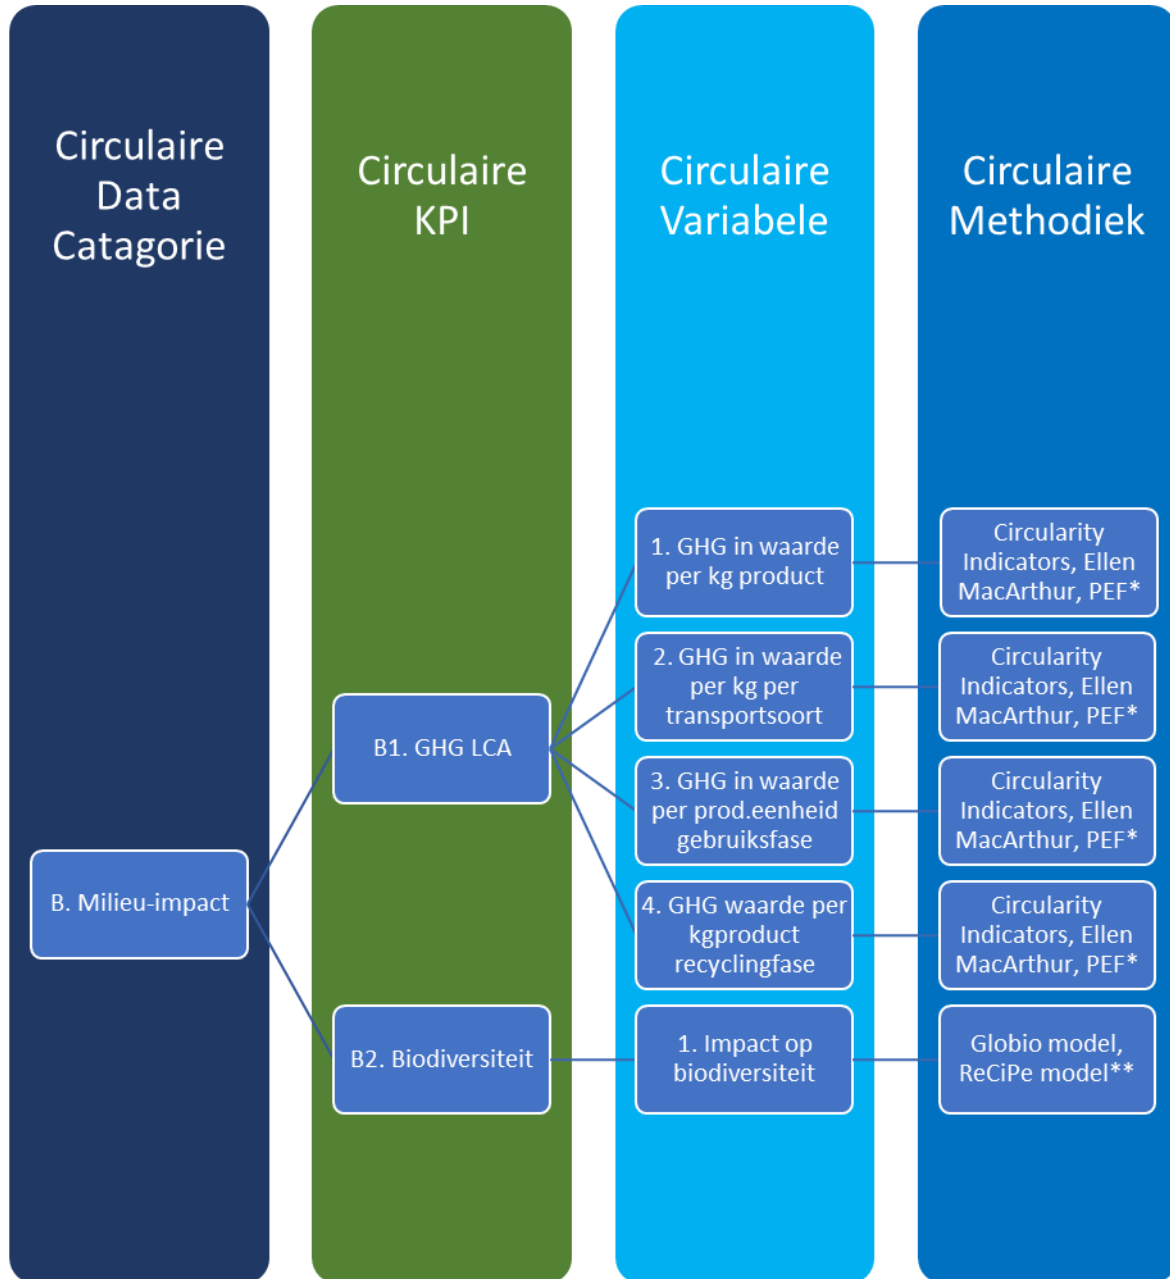 Circulaire
Data
Catagorie
Circulaire
KPI
Circulaire
Variabele
Circulaire
Methodiek
B. Milieu-impact
B1. GHG LCA
B2. Biodiversiteit
1. GHG in waarde
per kg product
2. GHG in waarde
per kg per
transportsoort
3. GHG in waarde
per prod.eenheid
gebruiksfase
4. GHG waarde per
kgproduct
recyclingfase
1. Impact op
biodiversiteit
Circularity
Indicators, Ellen
MacArthur, PEF*
Circularity
Indicators, Ellen
MacArthur, PEF*
Circularity
Indicators, Ellen
MacArthur, PEF*
Circularity
Indicators, Ellen
MacArthur, PEF*
Globio model,
ReCiPe model**